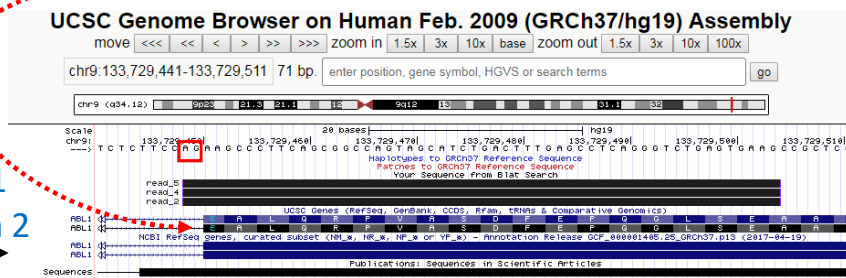 UCSC Genome Browser on Human Feb. 2009 (GRCh37/hg19) Assembly
move <<< << < > >> >>> zoom in 1.5x 3x 10x base zoom out 1.5x 3x 10x 100x
chr9:133,729,441-133,729,511 71 bp. enter position, gene symbol, HGVS or search terms go
chr9 (q34.12) 9p23 21.3 21.1 12 9q12 13 31.1 32
Scale 20 bases hg19
chr9: 133,729,450 133,729,460 133,729,470 133,729,480 133,729,490 133,729,500 133,729,510
---> T C T C T T C C A G A A G C C C T T C A G C G G C C A G T A G C A T C T G A C T T T G A G C C T C A G G G T C T G A G T G A A G C C G C T C
Haplotypes to GRCh37 Reference Sequence
Patches to GRCh37 Reference Sequence
Your Sequence from Blat Search
read_5
read_4
read_2
1
UCSC Genes (RefSeq, GenBank, CCDS, Rfam, tRNAs & Comparative Genomics)
ABL1 E A L Q R P V A S D F E P Q G L S E A A
2
ABL1 E A L Q R P V A S D F E P Q G L S E A A
NCBI RefSeq genes, curated subset (NM_*, NR_*, NP_* or YP_*) - Annotation Release GCF_000001405.25_GRCh37.p13 (2017-04-19)
ABL1
ABL1
Publications: Sequences in Scientific Articles
Sequences